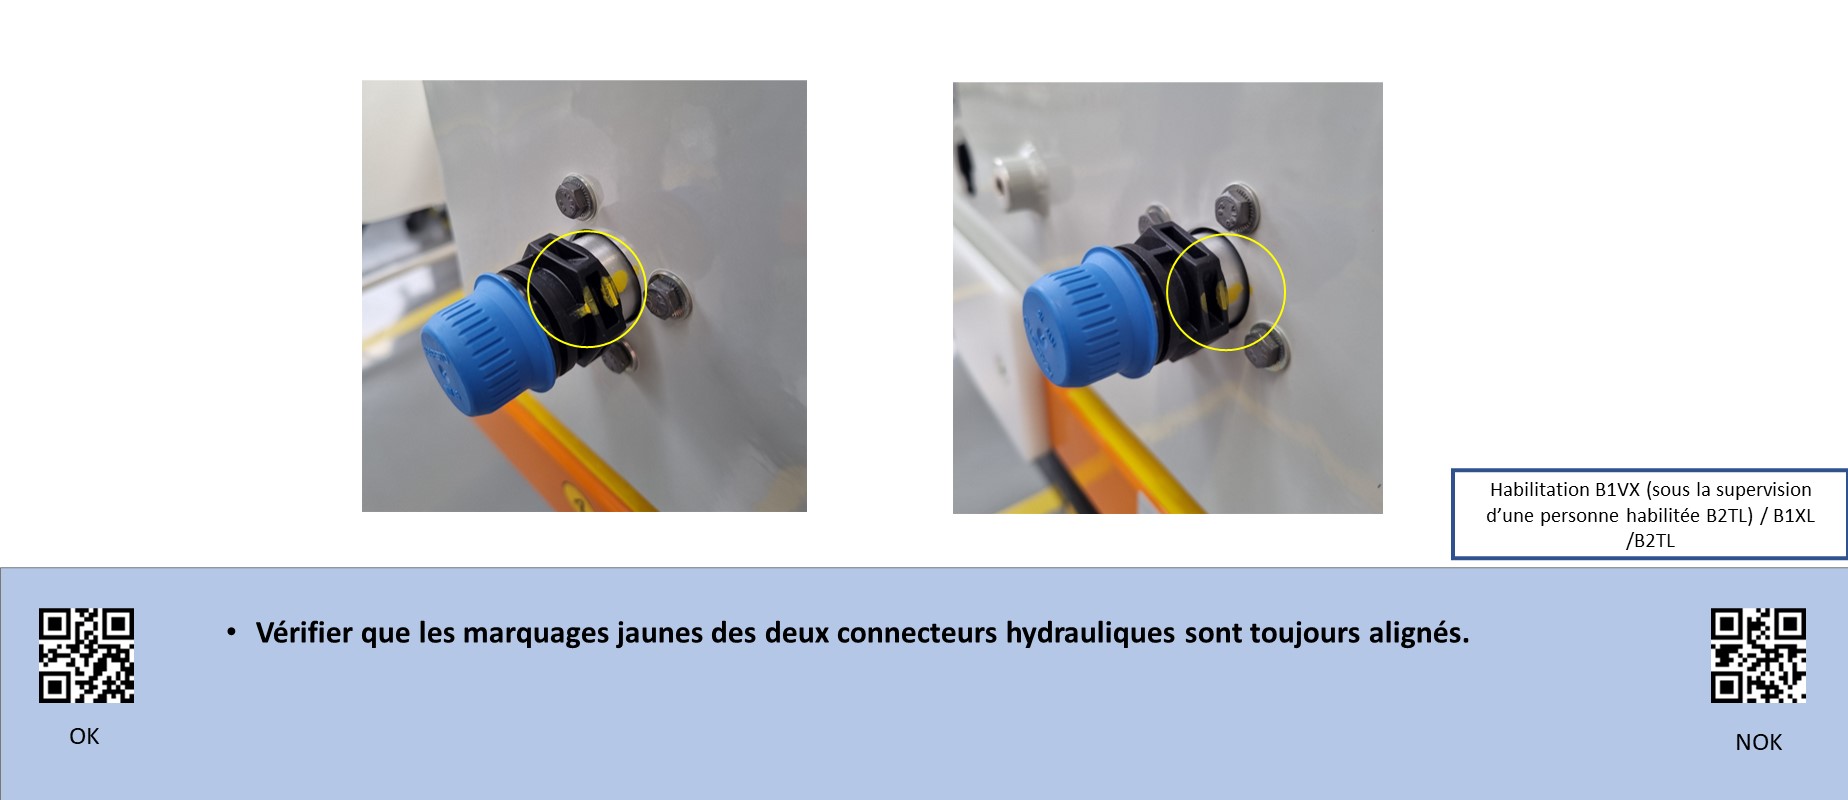 Habilitation B1VX (sous la supervision
d’une personne habilitée B2TL) / B1XL
/B2TL
• Vérifier que les marquages jaunes des deux connecteurs hydrauliques sont toujours alignés.
OK
NOK